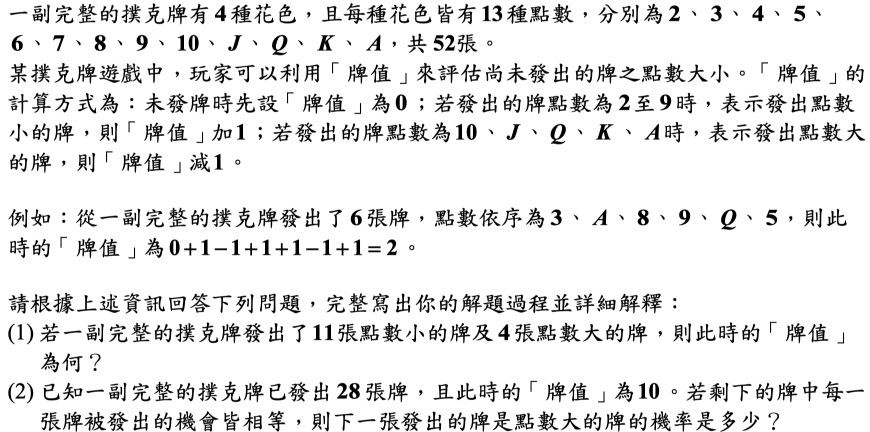 一副完整的撲克牌有4種花色，且每種花色皆有13種點數，分別為2、3、4、5、
6、7、8、9、10、J、Q、K、A，共52張。
某撲克牌遊戲中，玩家可以利用「牌值」來評估尚未發出的牌之點數大小。「牌值」的
計算方式為：未發牌時先設「牌值」為0；若發出的牌點數為2至9時，表示發出點數
小的牌，則「牌值」加1；若發出的牌點數為10、J、Q、K、A時，表示發出點數大
的牌，則「牌值」減1。
例如：從一副完整的撲克牌發出了6張牌，點數依序為3、A、8、9、Q、5，則此
時的「牌值」為0+1−1+1+1−1+1=2。
請根據上述資訊回答下列問題，完整寫出你的解題過程並詳細解釋：
(1) 若一副完整的撲克牌發出了11張點數小的牌及4張點數大的牌，則此時的「牌值」
為何？
(2) 已知一副完整的撲克牌已發出28張牌，且此時的「牌值」為10。若剩下的牌中每一
張牌被發出的機會皆相等，則下一張發出的牌是點數大的牌的機率是多少？